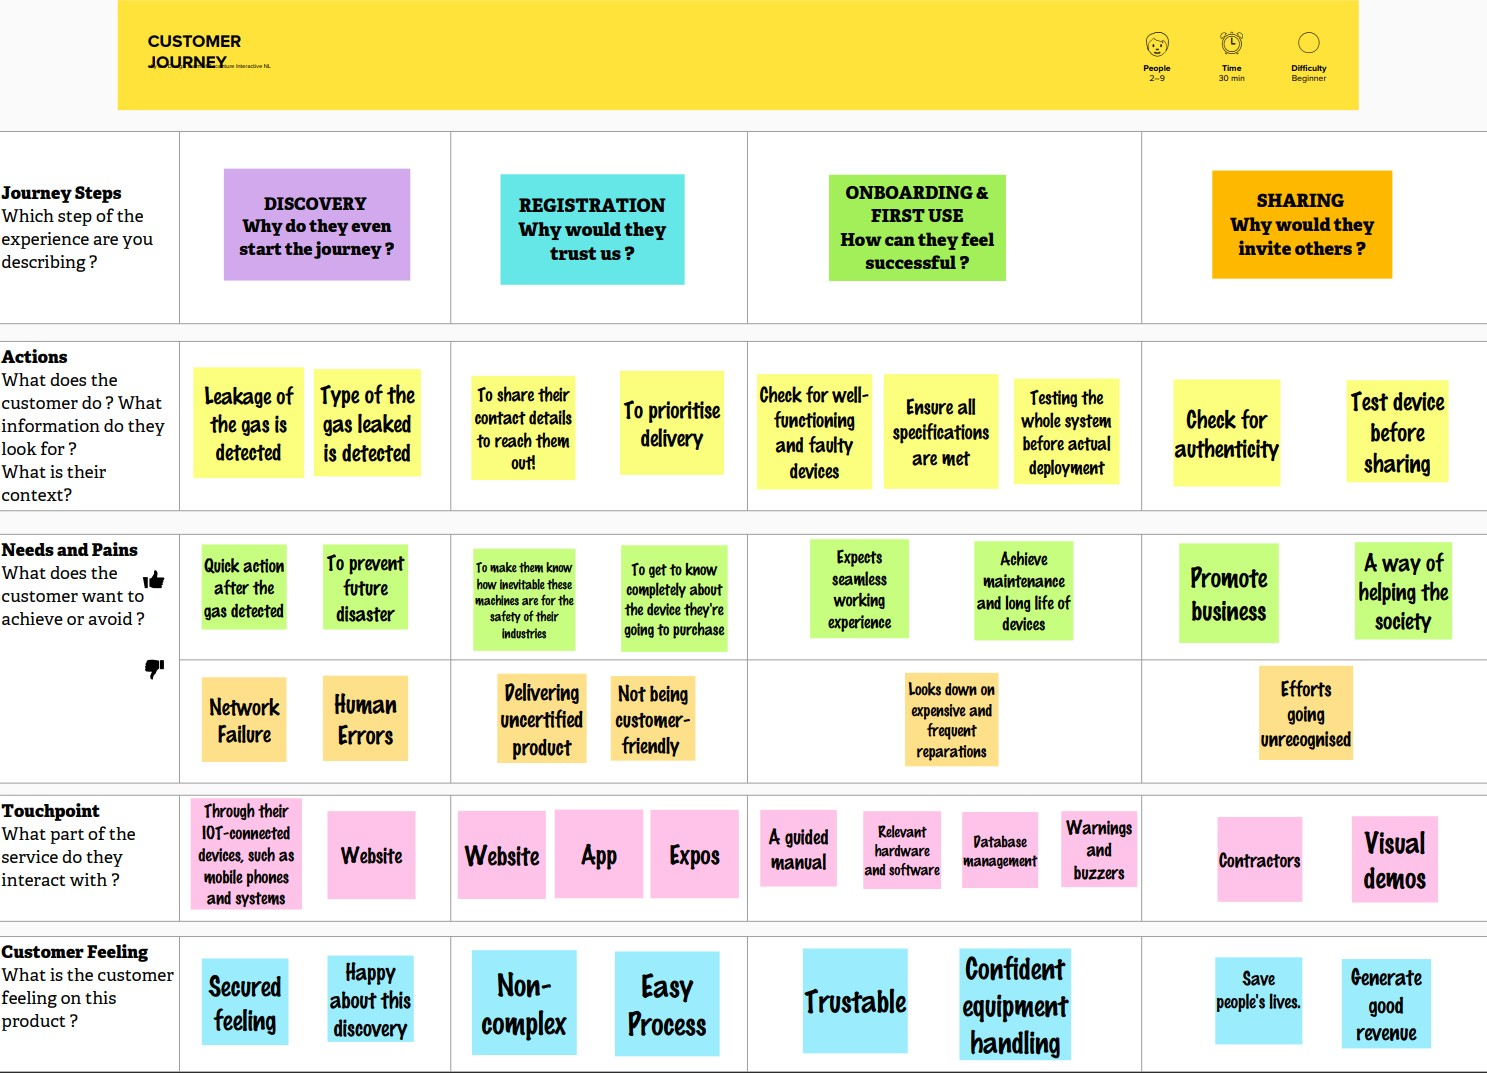 CUSTOMER
JOURNEY
Interactive NL
People
2–9
Time
30 min
Difficulty
Beginner
Journey Steps
Which step of the
experience are you
describing ?
DISCOVERY
Why do they even
start the journey ?
REGISTRATION
Why would they
trust us ?
ONBOARDING &
FIRST USE
How can they feel
successful ?
SHARING
Why would they
invite others ?
Actions
What does the
customer do ? What
information do they
look for ?
What is their
context?
Leakage of
the gas is
detected
Type of the
gas leaked
is detected
To share their
contact details
to reach them
out!
To prioritise
delivery
Check for well-
functioning
and faulty
devices
Ensure all
specifications
are met
Testing the
whole system
before actual
deployment
Check for
authenticity
Test device
before
sharing
Needs and Pains
What does the
customer want to
achieve or avoid ?
Quick action
after the
gas detected
To prevent
future
disaster
To make them know
how inevitable these
machines are for the
safety of their
industries
To get to know
completely about
the device they're
going to purchase
Expects
seamless
working
experience
Achieve
maintenance
and long life of
devices
Promote
business
A way of
helping the
society
Network
Failure
Human
Errors
Delivering
uncertified
product
Not being
customer-
friendly
Looks down on
expensive and
frequent
reparations
Efforts
going
unrecognised
Touchpoint
What part of the
service do they
interact with ?
Through their
IOT-connected
devices, such as
mobile phones
and systems
Website
Website
App
Expos
A guided
manual
Relevant
hardware
and software
Database
management
Warnings
and
buzzers
Contractors
Visual
demos
Customer Feeling
What is the customer
feeling on this
product ?
Secured
feeling
Happy
about this
discovery
Non-
complex
Easy
Process
Trustable
Confident
equipment
handling
Save
people's lives.
Generate
good
revenue